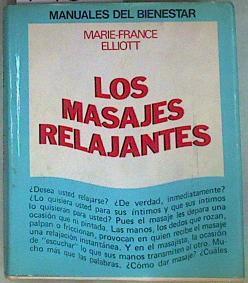 MANUALES DEL BIENESTAR
MARIE-FRANCE
ELLIOTT
LOS
MASAJES
RELAJANTES
¿Desea usted relajarse? ¿De verdad, inmediatamente?
¿Lo quisiera usted para sus íntimos y que sus íntimos
lo quisieran para usted? Pues el masaje les depara una
ocasión que ni pintada. Las manos, los dedos que rozan,
palpan o friccionan, provocan en quien recibe el masaje
una relajación instantánea. Y en el masajista, la ocasión
de "escuchar" lo que sus manos transmiten al otro. Mu-
cho más que las palabras. ¿Cómo dar masaje? ¿Cuáles